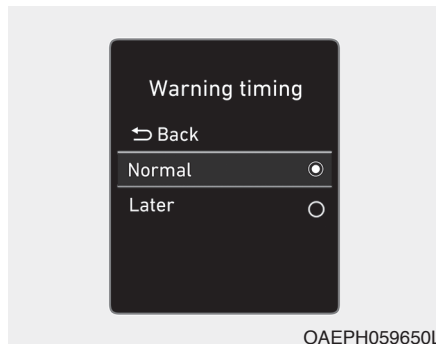 Warning timing
Back
Normal
Later
OAEPH059650L